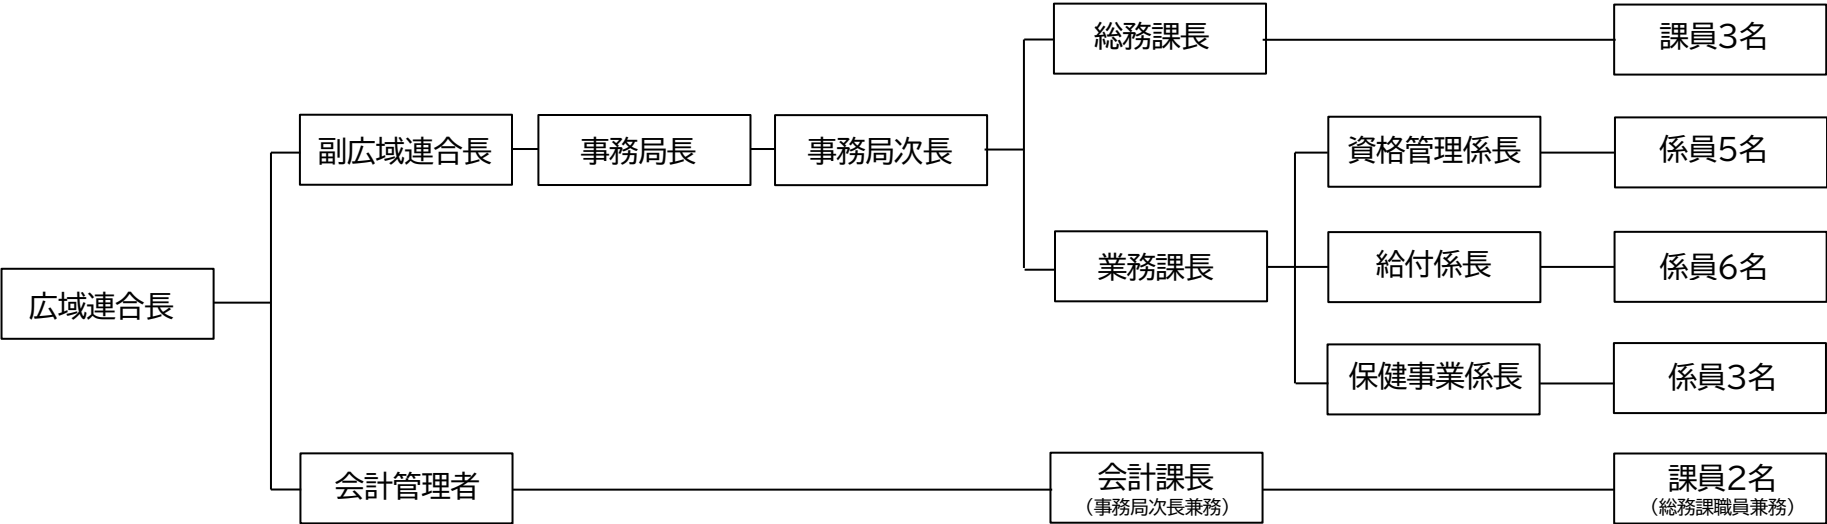 総務課長
課員3名
副広域連合長
事務局長
事務局次長
資格管理係長
係員5名
広域連合長
業務課長
給付係長
係員6名
保健事業係長
係員3名
会計管理者
会計課長
（事務局次長兼務）
課員2名
（総務課職員兼務）